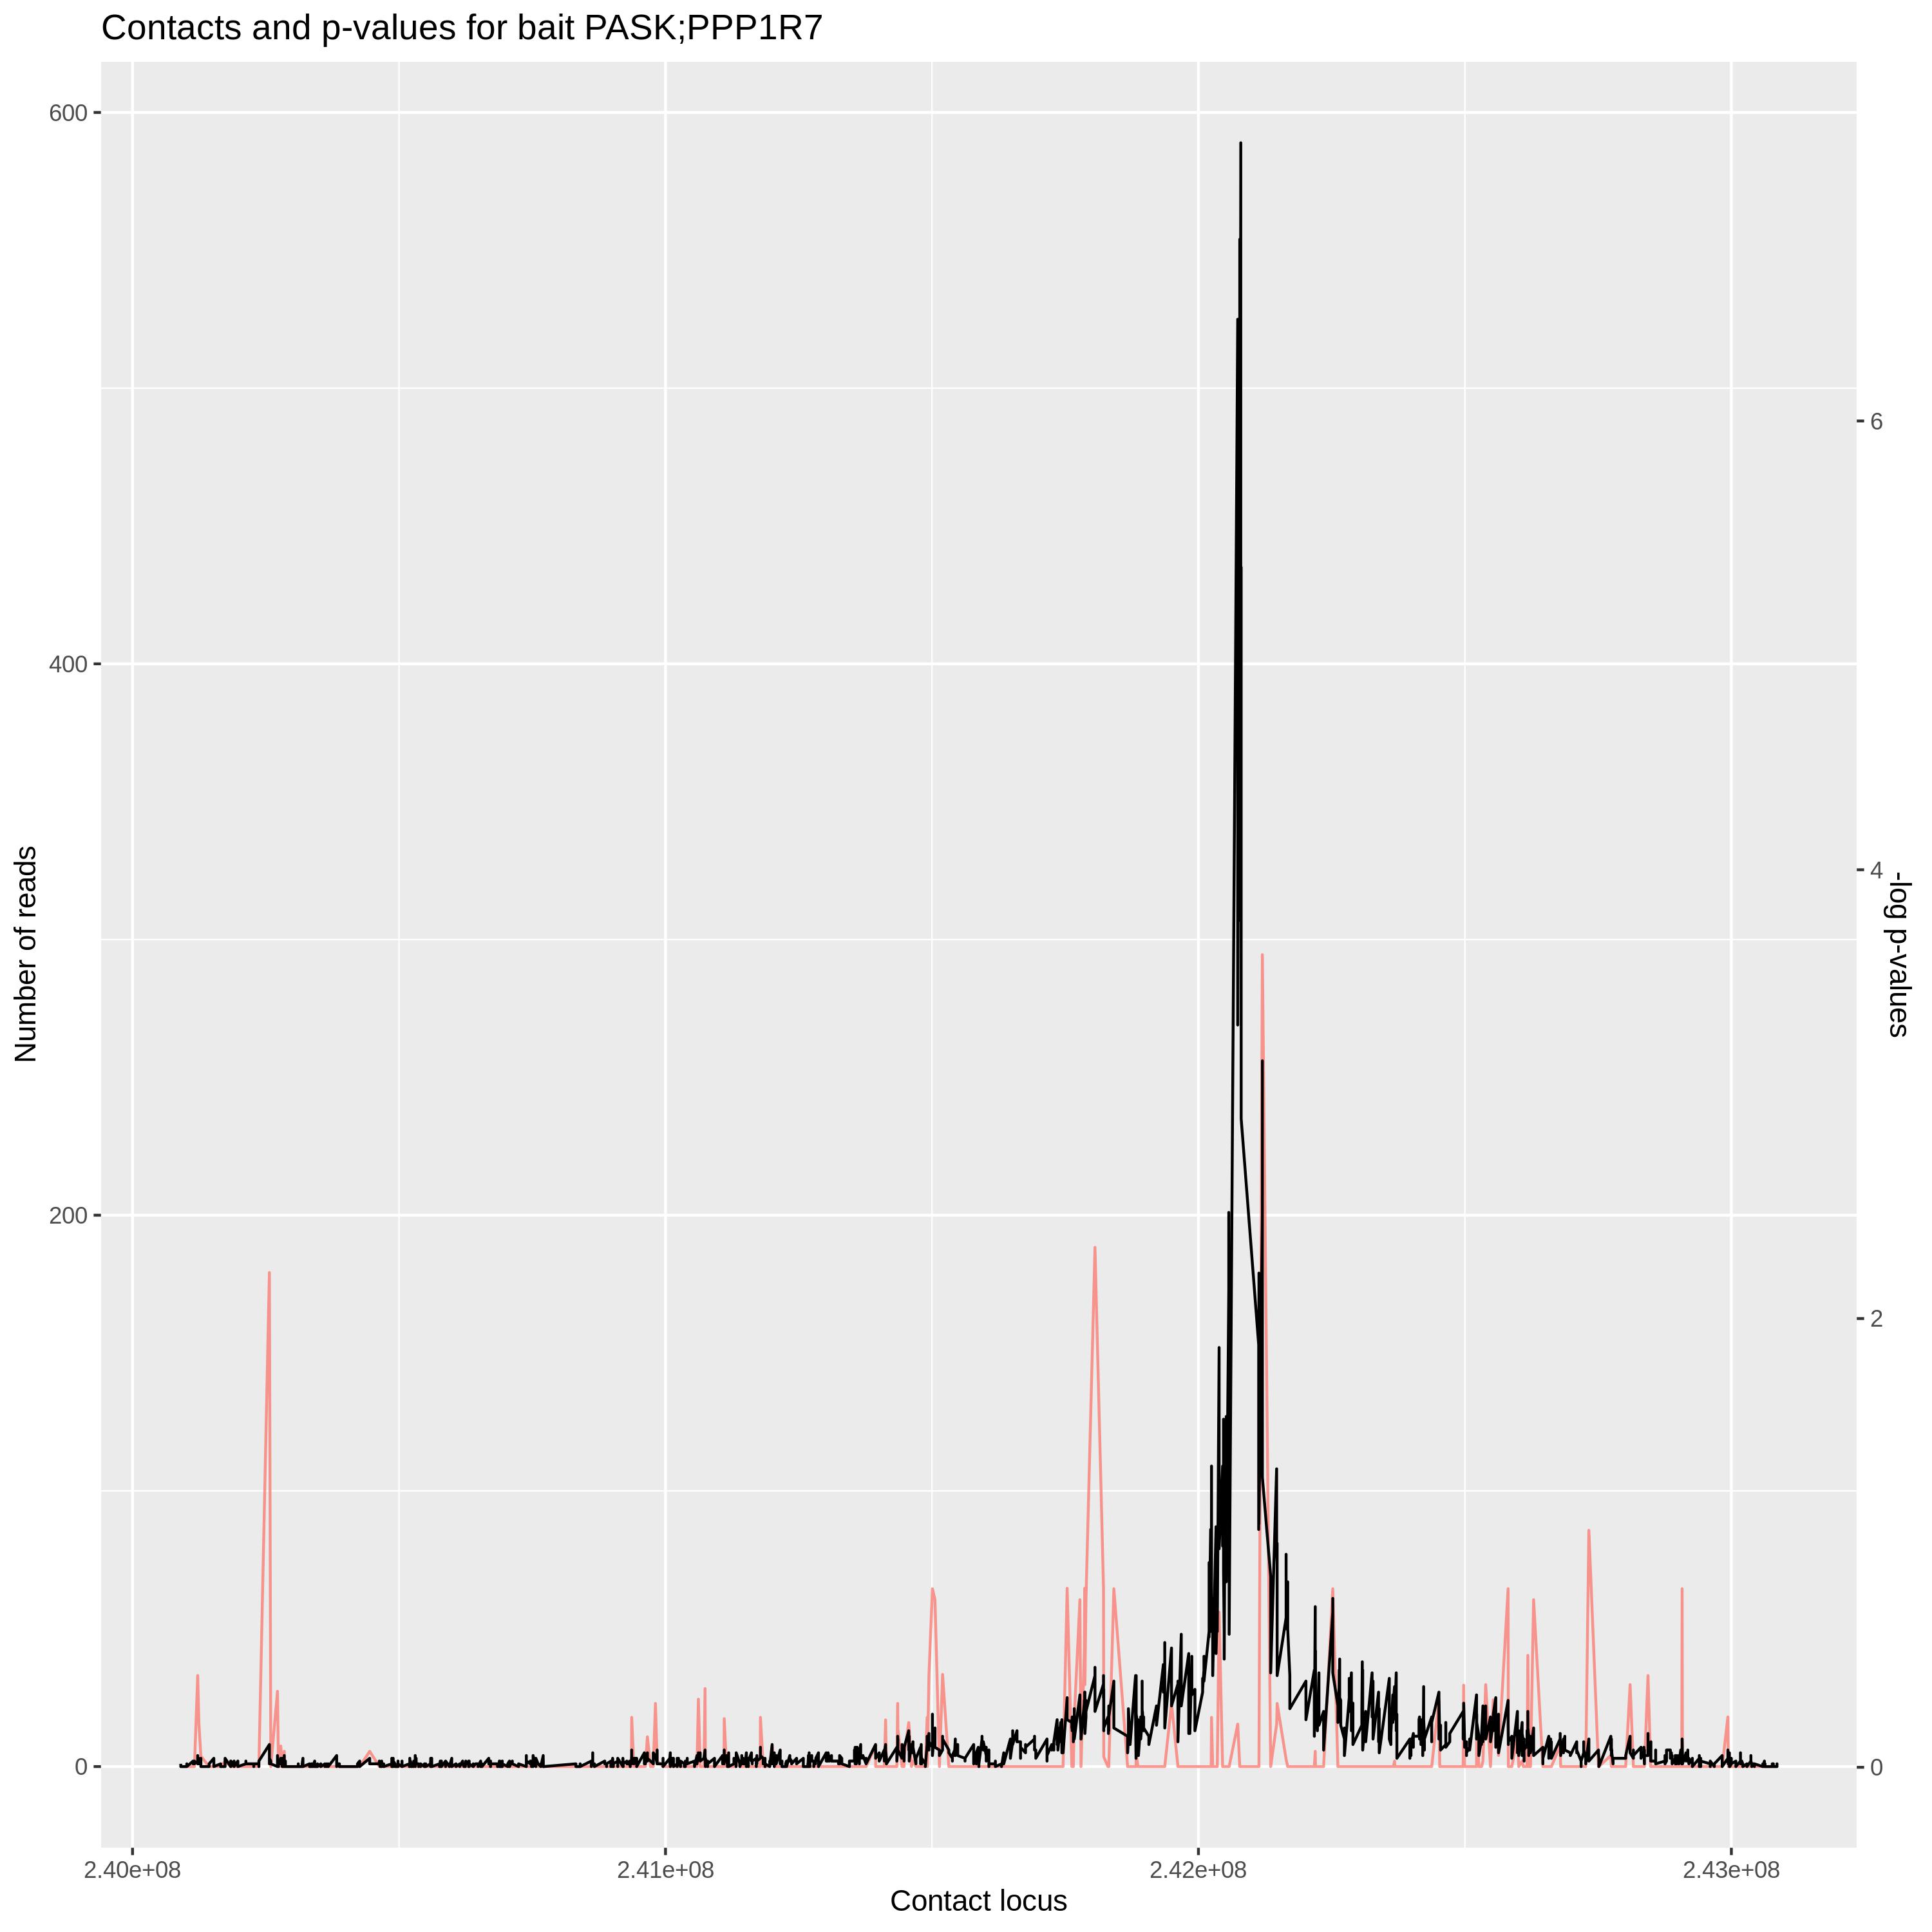 Contacts and p-values for bait PASK;PPP1R7
600
400
200
0
Number of reads
6
4
2
0
-log p-values
2.40e+08
2.41e+08
2.42e+08
2.43e+08
Contact locus